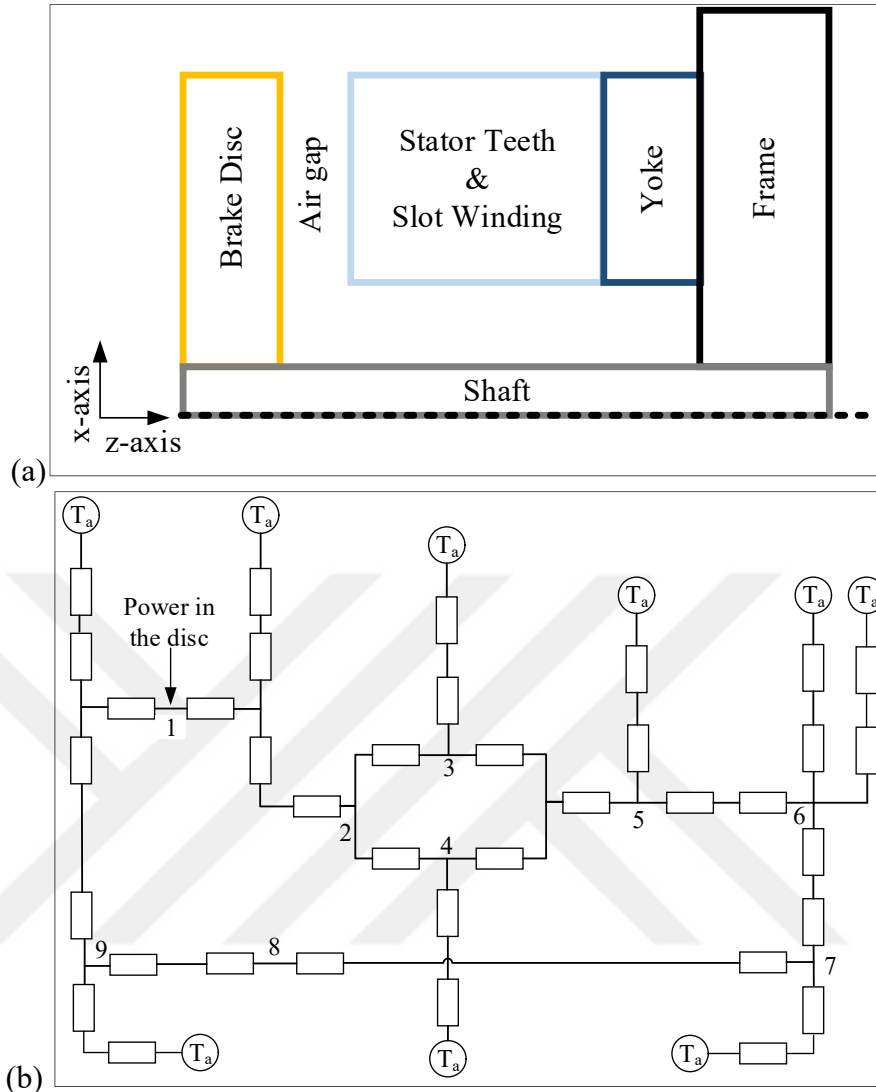 Brake Disc
Air gap
Stator Teeth
&
Slot Winding
Yoke
Frame
Shaft
x-axis
z-axis
(a)
Tₐ
Tₐ
Tₐ
Tₐ
Tₐ
Tₐ
Power in
the disc
1
2
3
4
5
6
7
8
9
Tₐ
Tₐ
Tₐ
(b)